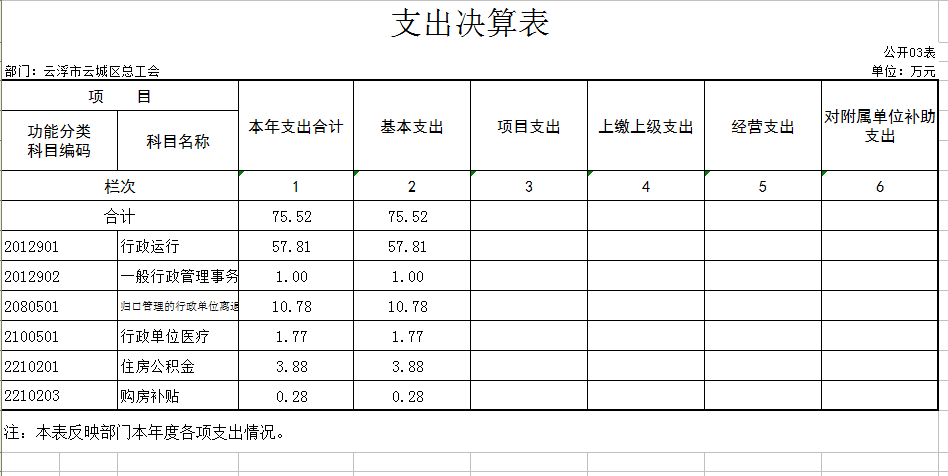 支出决算表
公开03表
部门：云浮市云城区总工会 单位：万元
项 目 本年支出合计 基本支出 项目支出 上缴上级支出 经营支出 对附属单位补助支出
功能分类科目编码 科目名称
栏次 1 2 3 4 5 6
合计 75.52 75.52
2012901 行政运行 57.81 57.81
2012902 一般行政管理事务 1.00 1.00
2080501 归口管理的行政单位离退 10.78 10.78
2100501 行政单位医疗 1.77 1.77
2210201 住房公积金 3.88 3.88
2210203 购房补贴 0.28 0.28
注：本表反映部门本年度各项支出情况。